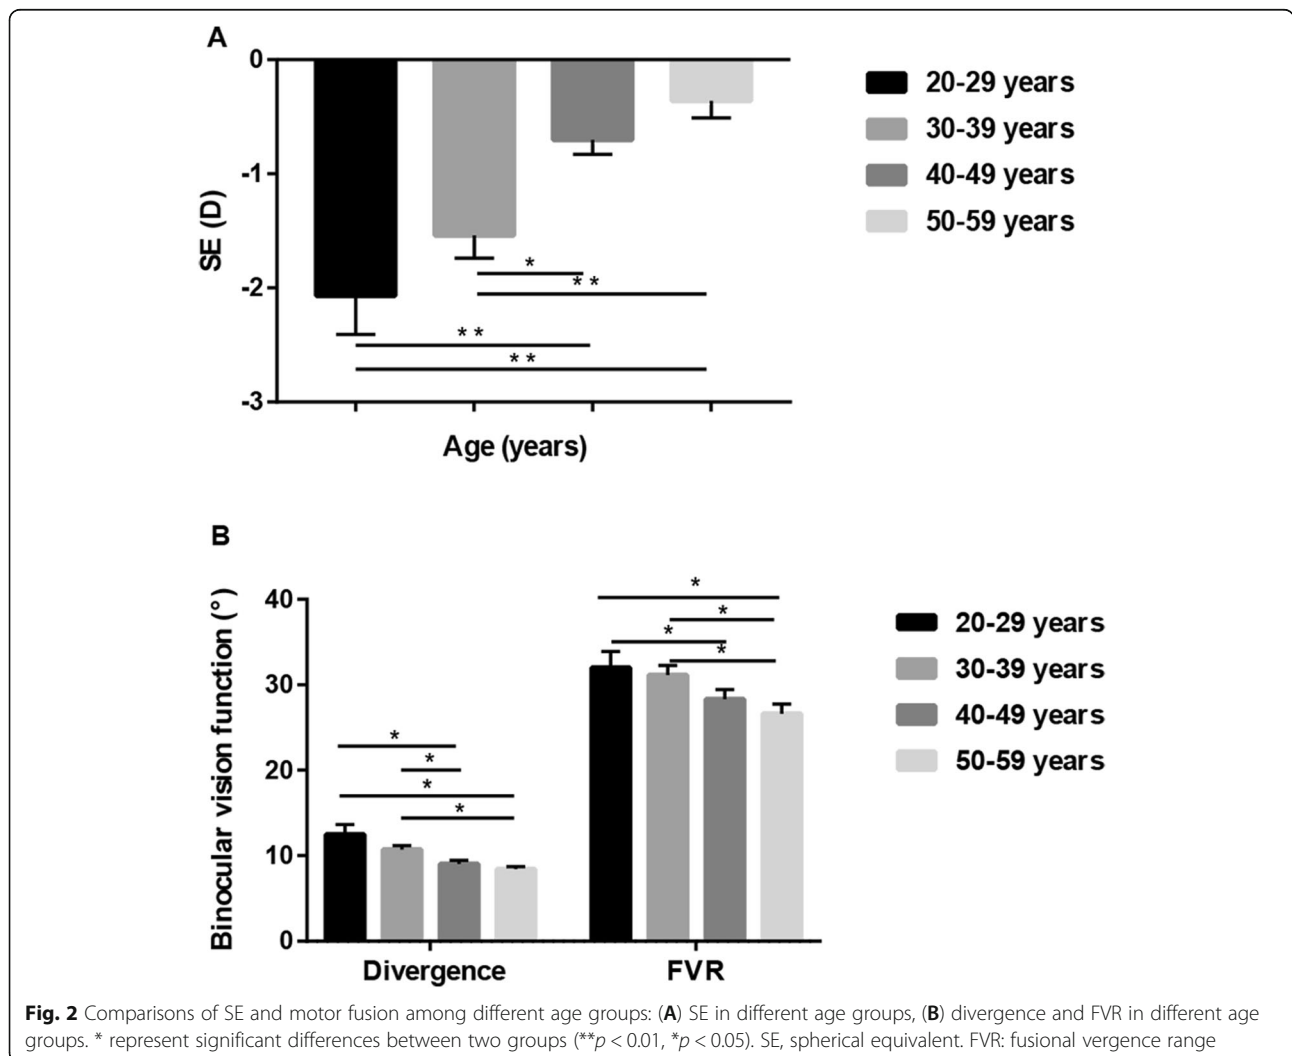 A
0
-1
-2
-3
SE (D)
*
* *
* *
* *
Age (years)
20-29 years
30-39 years
40-49 years
50-59 years
B
40
30
20
10
0
Binocular vision function (°)
*
*
*
*
*
*
*
*
Divergence FVR
20-29 years
30-39 years
40-49 years
50-59 years
Fig. 2 Comparisons of SE and motor fusion among different age groups: (A) SE in different age groups, (B) divergence and FVR in different age
groups. * represent significant differences between two groups (**p < 0.01, *p < 0.05). SE, spherical equivalent. FVR: fusional vergence range